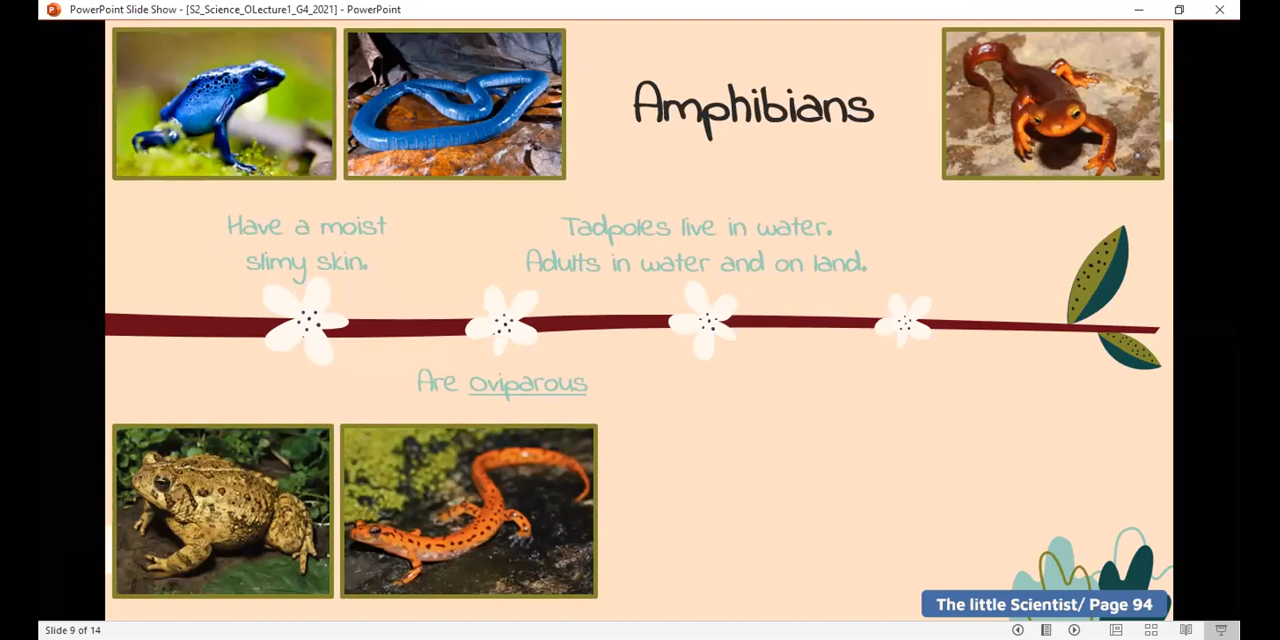 PowerPoint Slide Show - [S2_Science_OLecture1_G4_2021] - PowerPoint
Amphibians
Have a moist
slimy skin.
Tadpoles live in water.
Adults in water and on land.
Are oviparous
The little Scientist/ Page 94
Slide 9 of 14